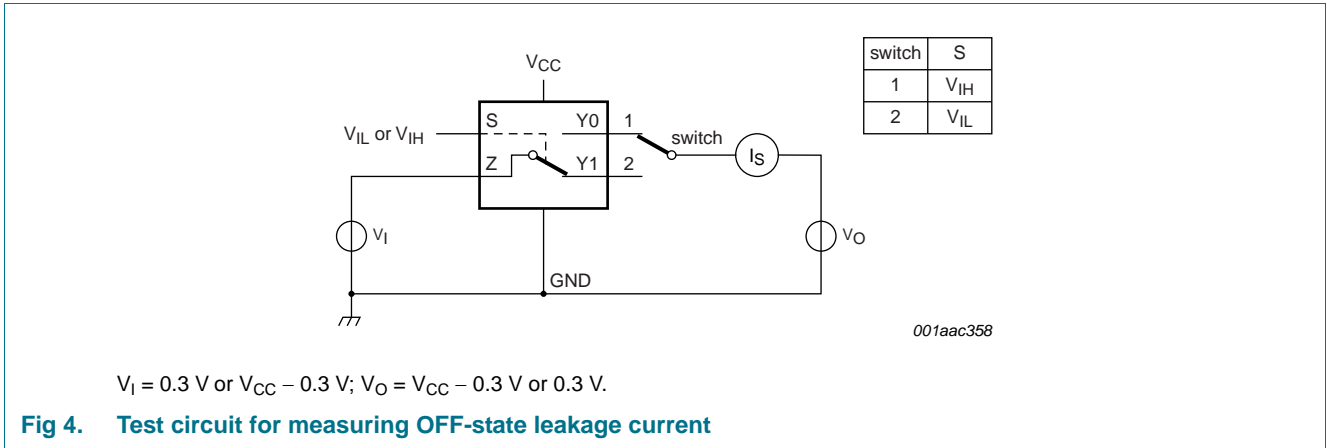 switch S
1 VIH
2 VIL
VCC
VIL or VIH
S Y0 1
switch
IS
Z Y1 2
VI
VO
GND
001aac358
VI = 0.3 V or VCC − 0.3 V; VO = VCC − 0.3 V or 0.3 V.
Fig 4. Test circuit for measuring OFF-state leakage current